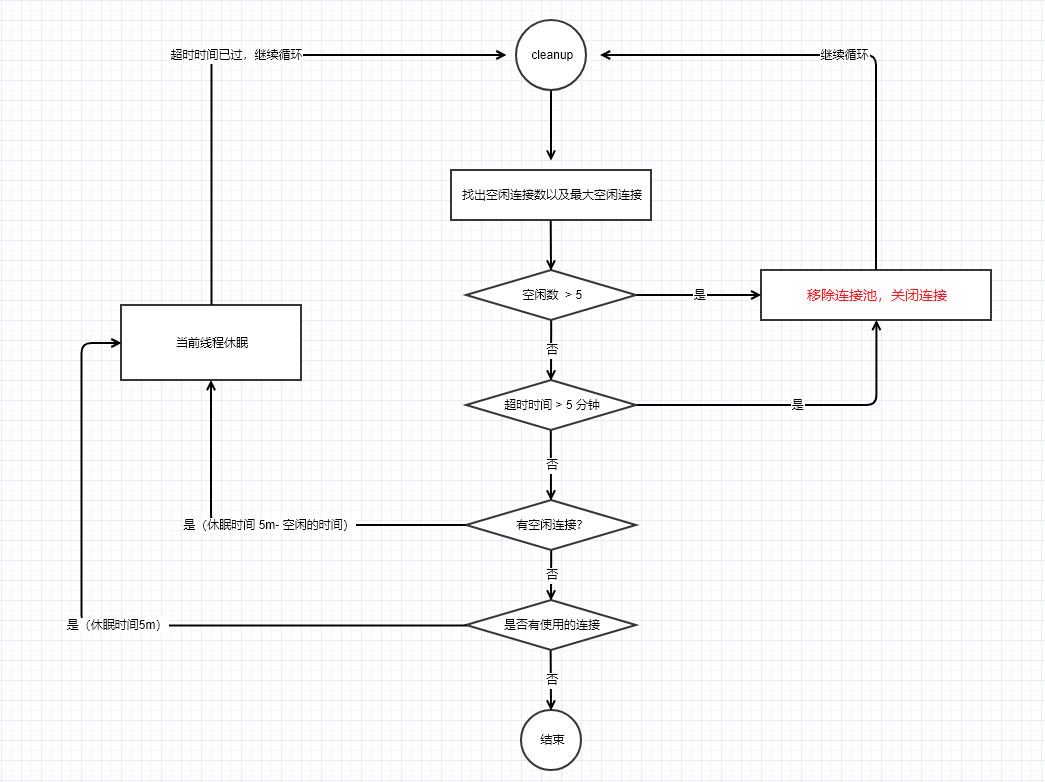 超时时间已过，继续循环
cleanup
继续循环
找出空闲连接数以及最大空闲连接
空闲数 > 5
是
移除连接池，关闭连接
当前线程休眠
否
超时时间 > 5 分钟
是
否
是（休眠时间 5m- 空闲的时间）
有空闲连接?
否
是（休眠时间5m）
是否有使用的连接
否
结束